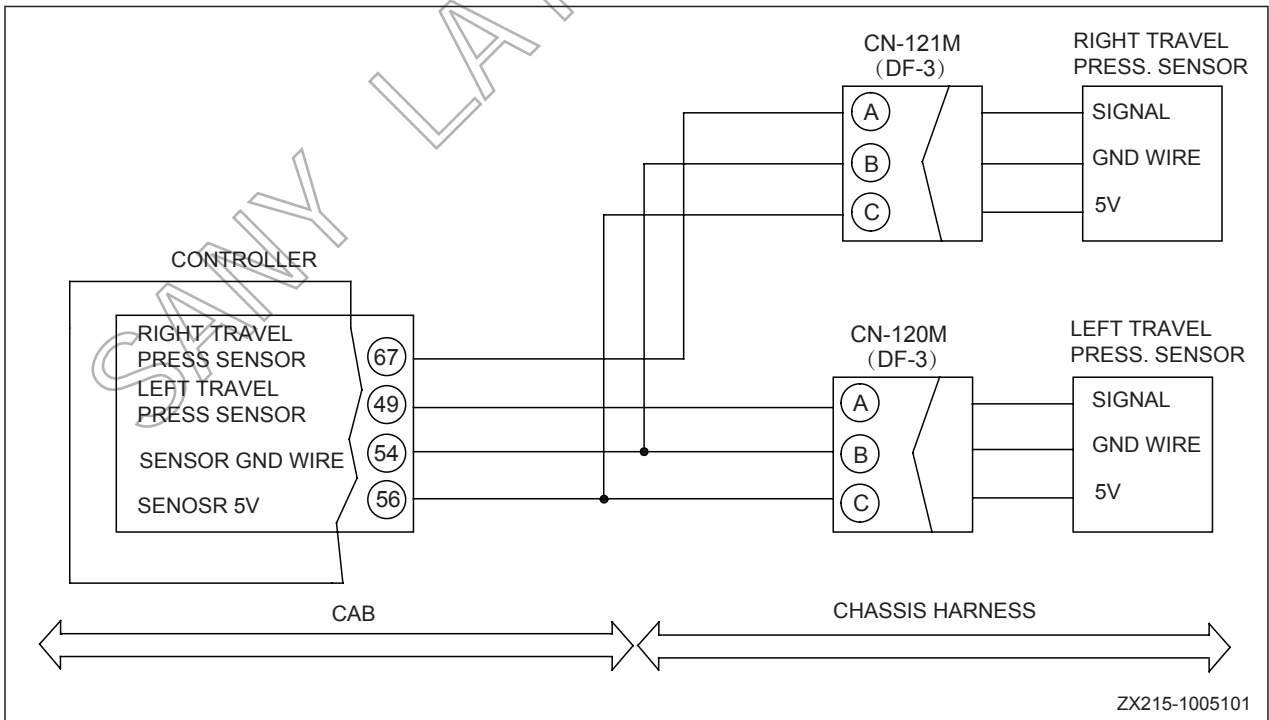 CN-121M
（DF-3）
RIGHT TRAVEL
PRESS. SENSOR
A
B
C
SIGNAL
GND WIRE
5V
CONTROLLER
RIGHT TRAVEL
PRESS SENSOR
LEFT TRAVEL
PRESS SENSOR
SENSOR GND WIRE
SENOSR 5V
67
49
54
56
CN-120M
（DF-3）
LEFT TRAVEL
PRESS. SENSOR
A
B
C
SIGNAL
GND WIRE
5V
CAB
CHASSIS HARNESS
ZX215-1005101
SANY LA